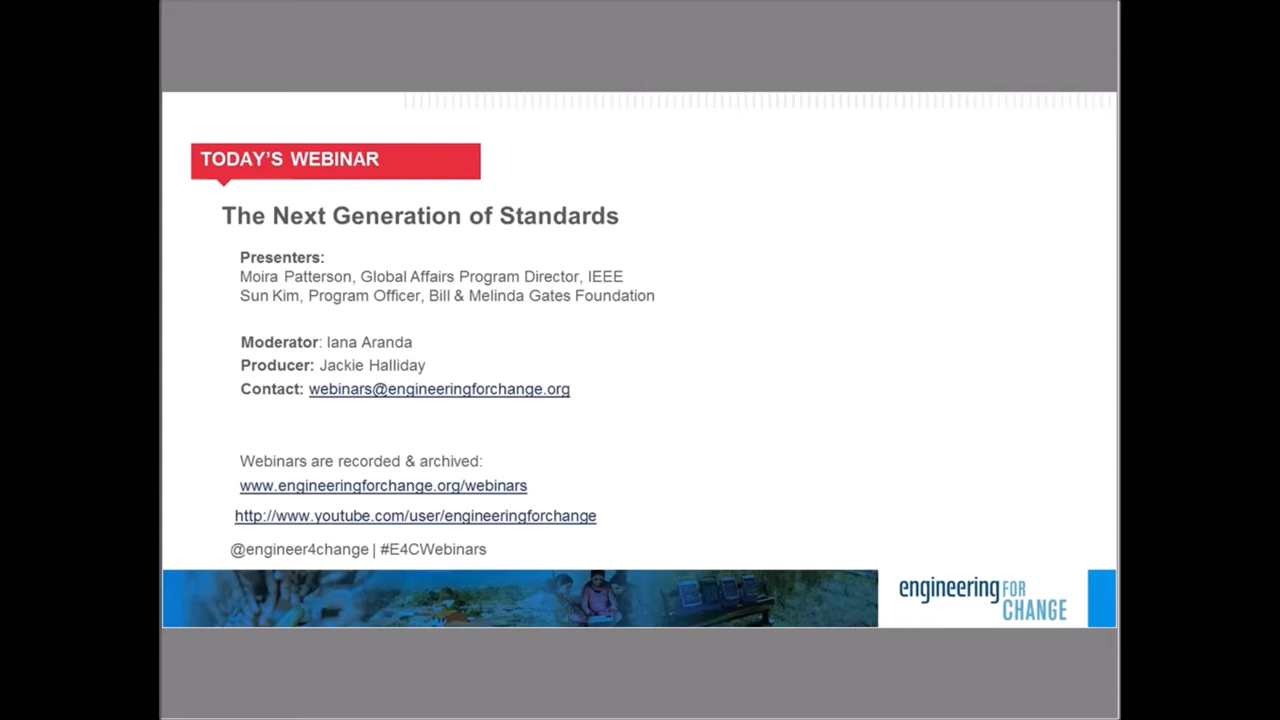 TODAY'S WEBINAR
The Next Generation of Standards
Presenters:
Moira Patterson, Global Affairs Program Director, IEEE
Sun Kim, Program Officer, Bill & Melinda Gates Foundation
Moderator: Iana Aranda
Producer: Jackie Halliday
Contact: webinars@engineeringforchange.org
Webinars are recorded & archived:
www.engineeringforchange.org/webinars
http://www.youtube.com/user/engineeringforchange
@engineer4change | #E4CWebinars
engineering FOR
CHANGE